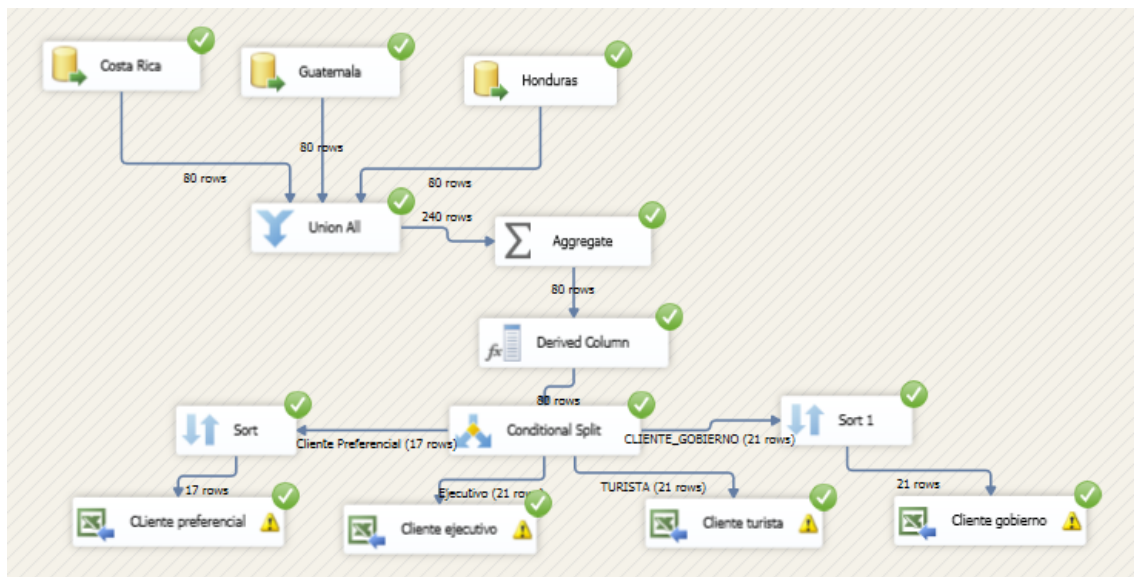 Costa Rica
Guatemala
Honduras
80 rows
80 rows
80 rows
Union All
240 rows
Aggregate
80 rows
fx
Derived Column
80 rows
Sort
Cliente Preferencial (17 rows)
Conditional Split
CLIENTE_GOBIERNO (21 rows)
Sort 1
17 rows
Ejecutivo (21 rows)
TURISTA (21 rows)
21 rows
CLiente preferencial
Cliente ejecutivo
Cliente turista
Cliente gobierno